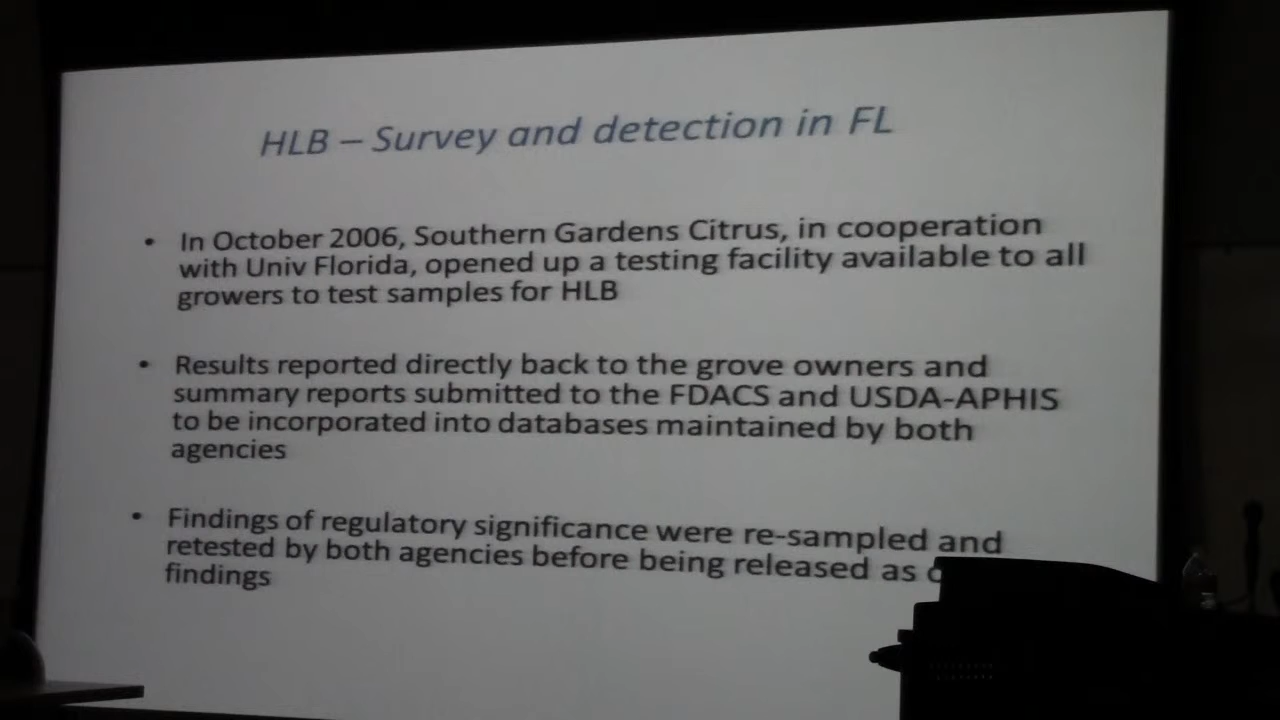 HLB – Survey and detection in FL
• In October 2006, Southern Gardens Citrus, in cooperation
with Univ Florida, opened up a testing facility available to all
growers to test samples for HLB
• Results reported directly back to the grove owners and
summary reports submitted to the FDACS and USDA-APHIS
to be incorporated into databases maintained by both
agencies
• Findings of regulatory significance were re-sampled and
retested by both agencies before being released as
findings